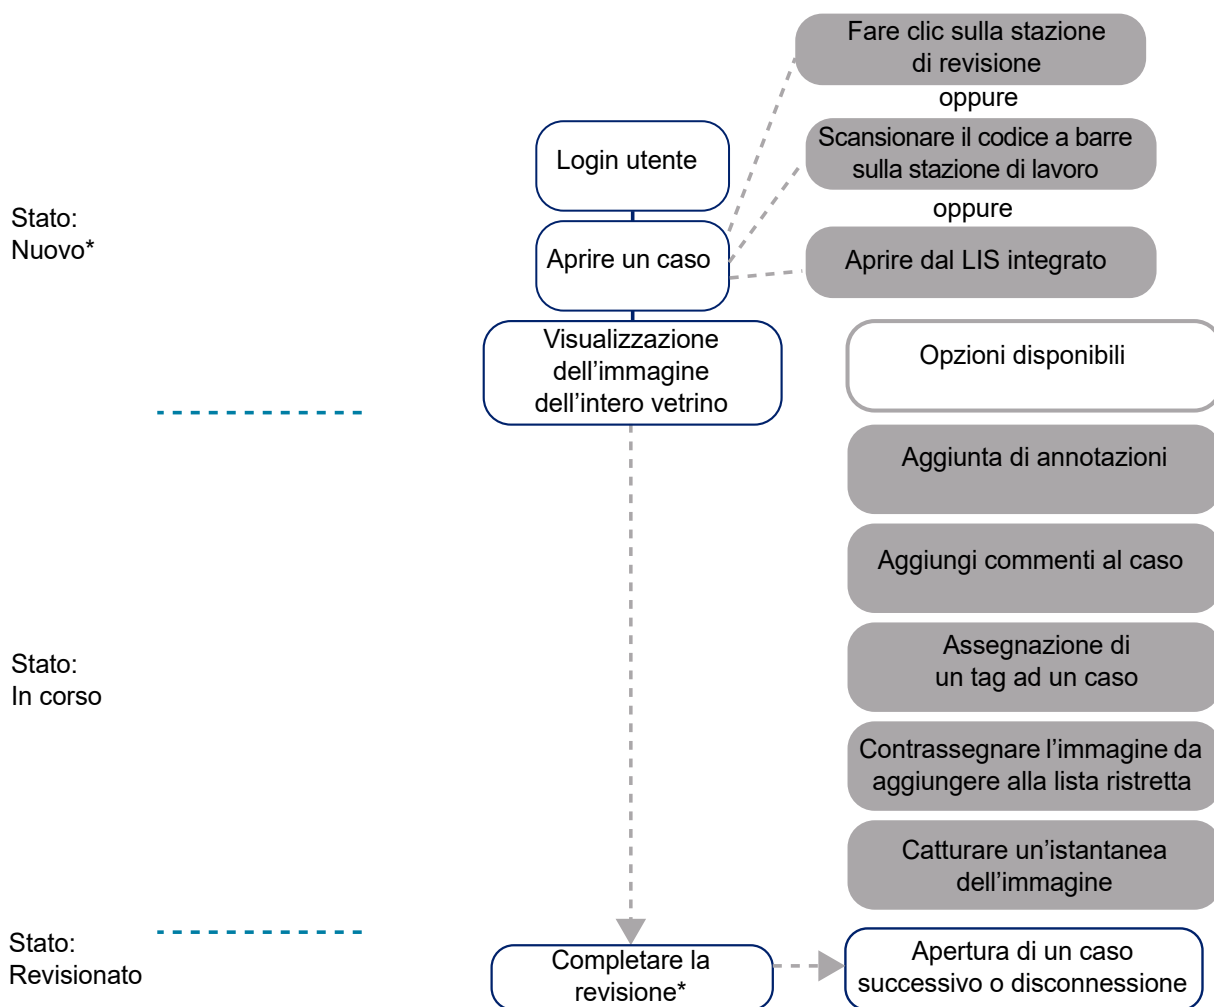 Fare clic sulla stazione
di revisione
oppure
Login utente
Scansionare il codice a barre
sulla stazione di lavoro
Stato:
Nuovo*
oppure
Aprire un caso
Aprire dal LIS integrato
Visualizzazione
dell’immagine
dell’intero vetrino
Opzioni disponibili
Aggiunta di annotazioni
Aggiungi commenti al caso
Stato:
In corso
Assegnazione di
un tag ad un caso
Contrassegnare l’immagine da
aggiungere alla lista ristretta
Catturare un’istantanea
dell’immagine
Stato:
Revisionato
Completare la
revisione*
Apertura di un caso
successivo o disconnessione